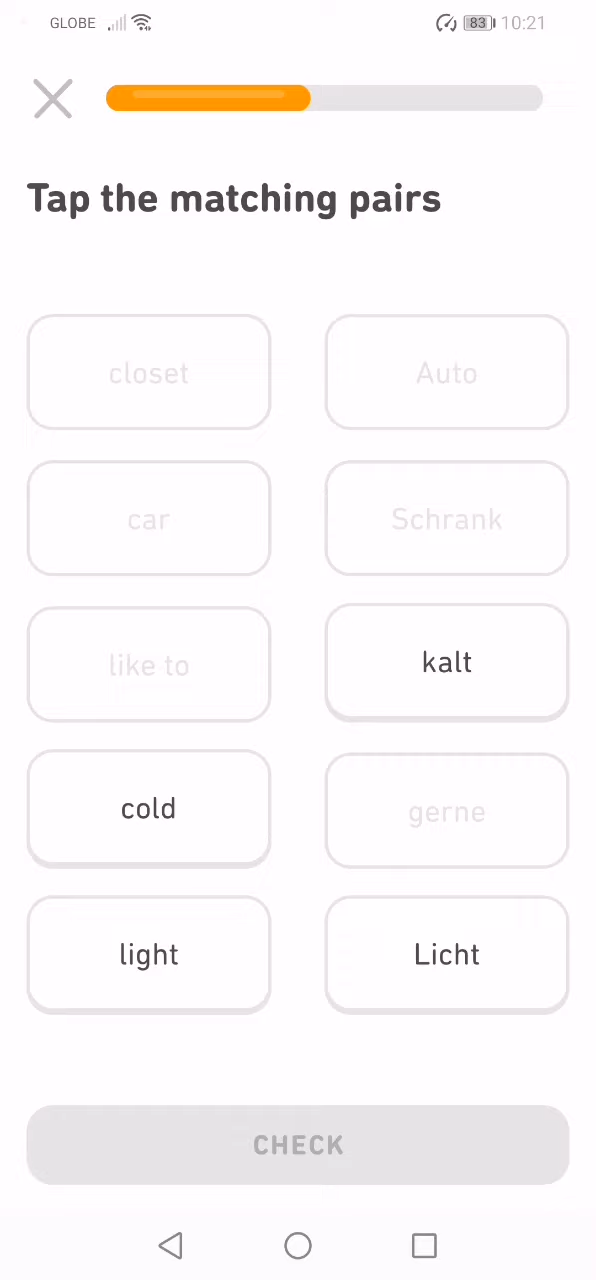 GLOBE 83 10:21
Tap the matching pairs
closet Auto
car Schrank
like to kalt
cold gerne
light Licht
CHECK